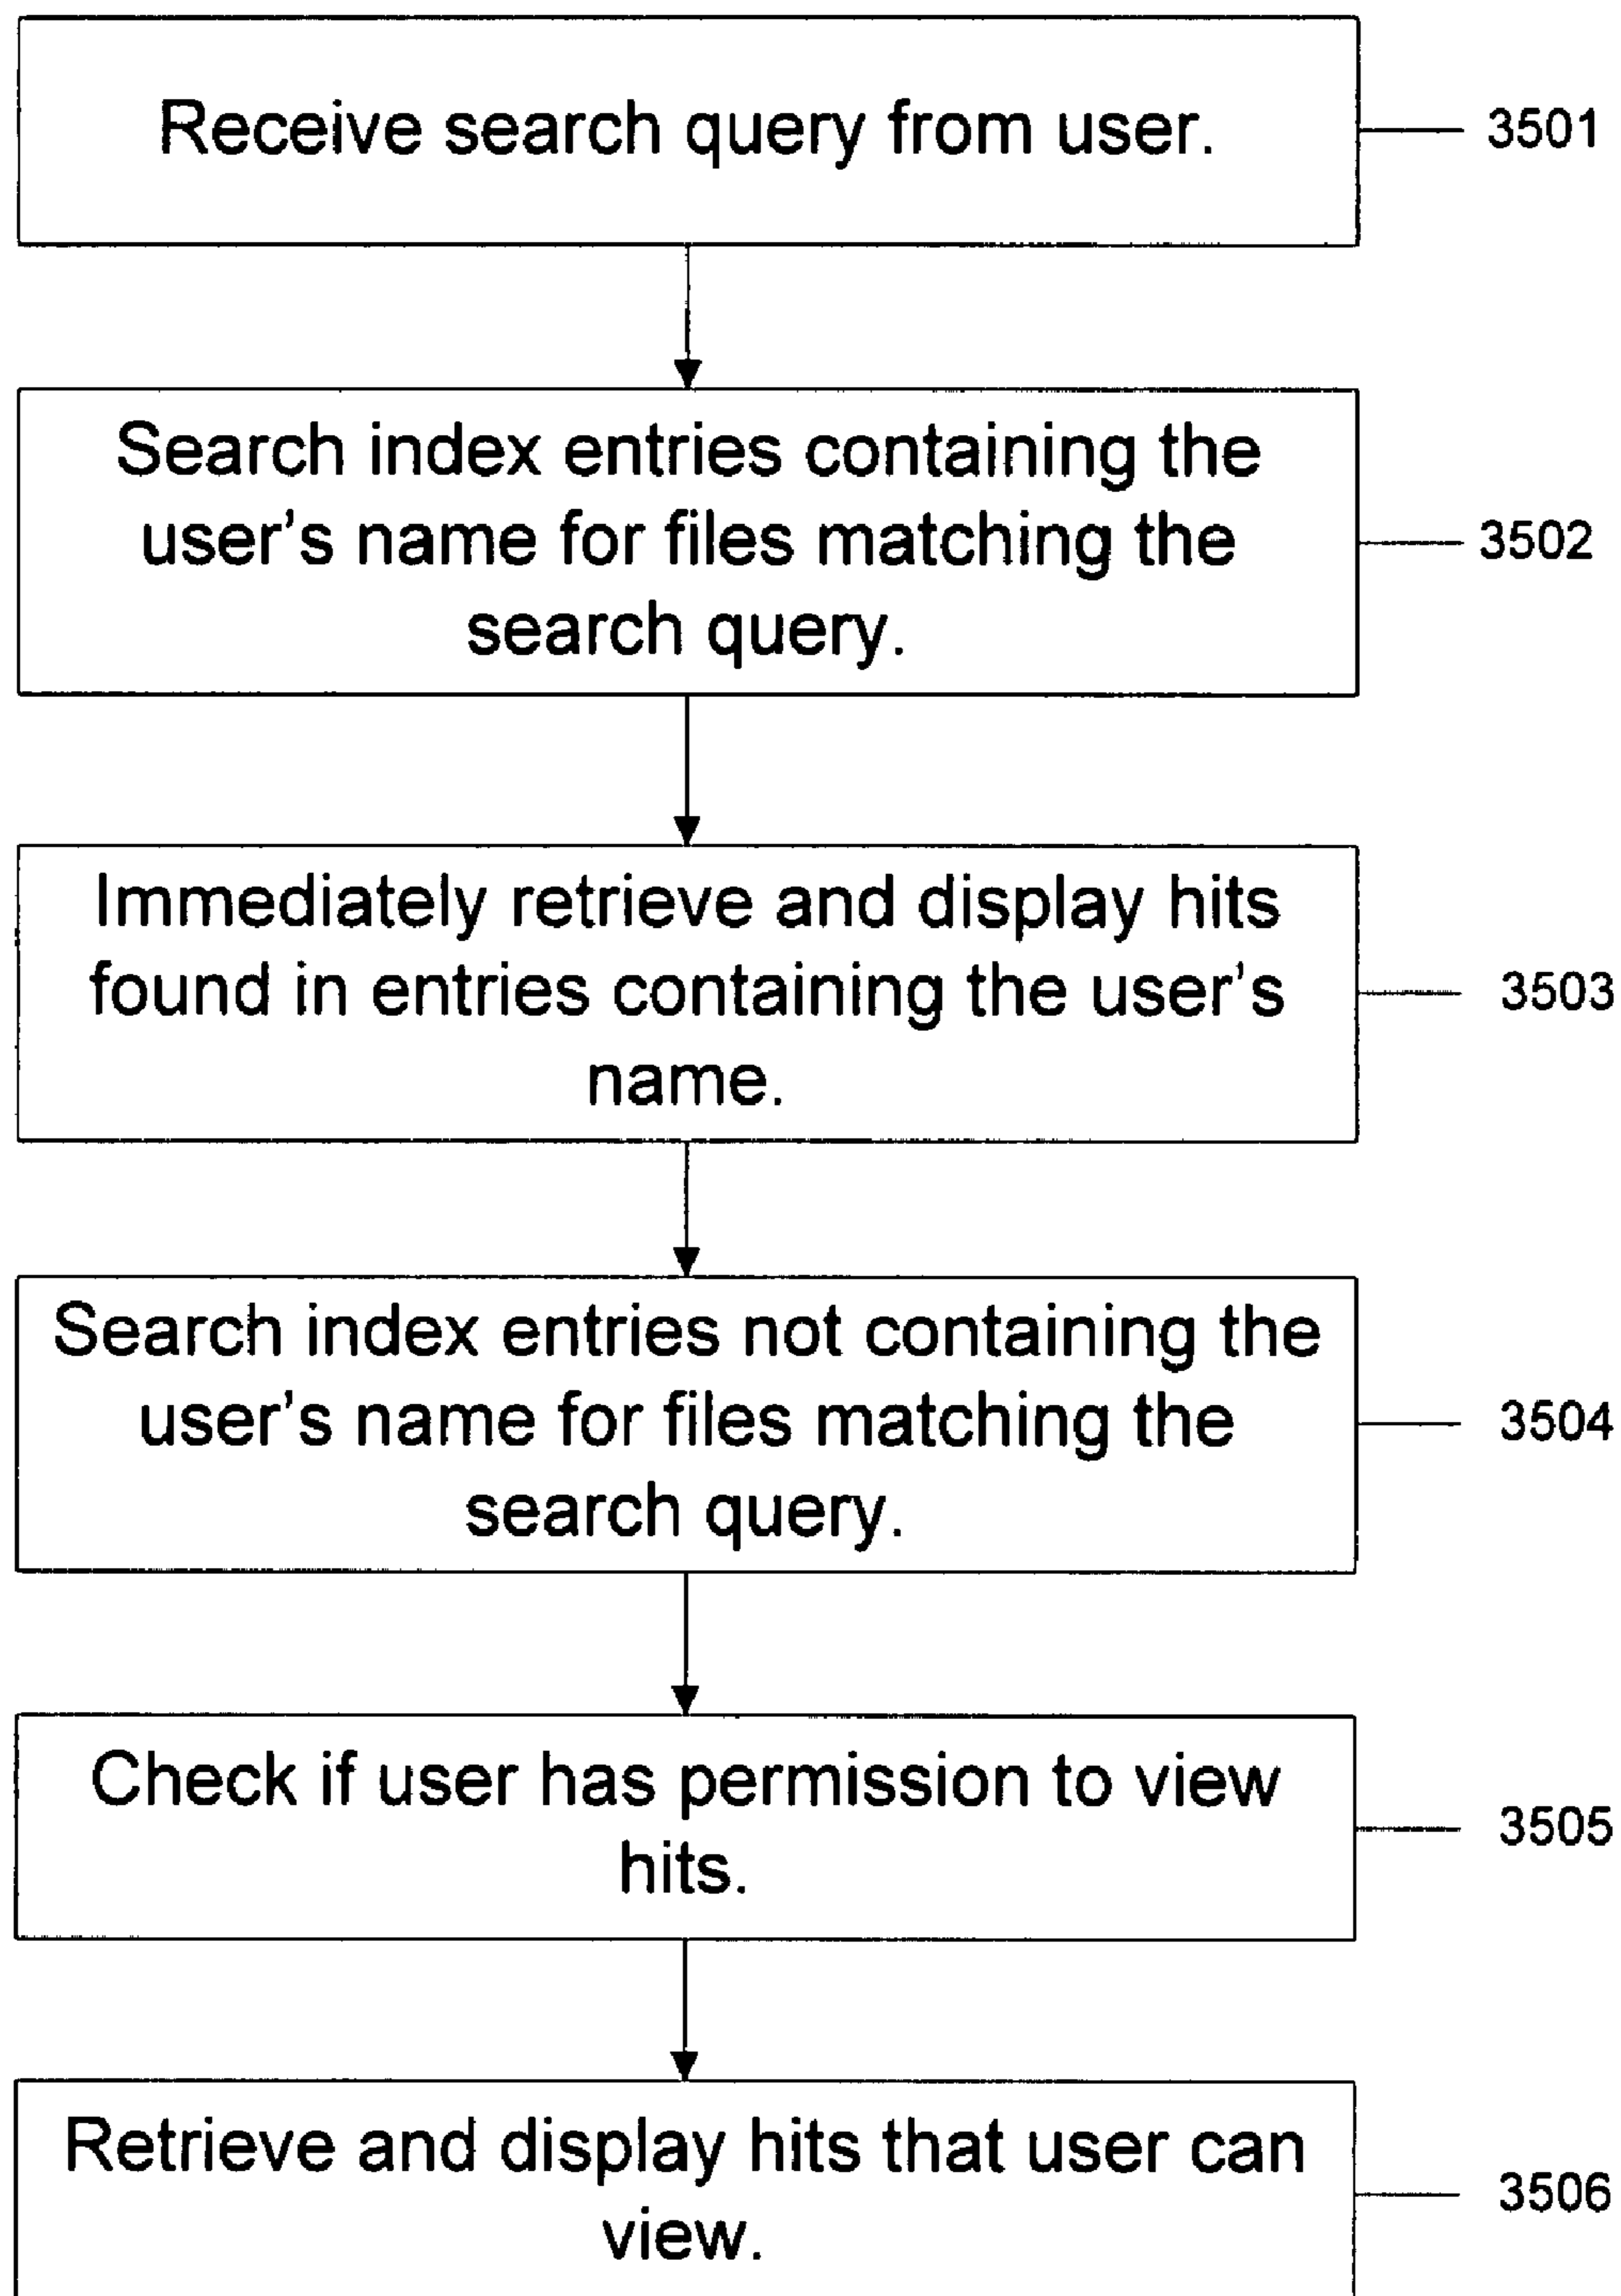 Receive search query from user.
3501
Search index entries containing the
user's name for files matching the
search query.
3502
Immediately retrieve and display hits
found in entries containing the user's
name.
3503
Search index entries not containing the
user's name for files matching the
search query.
3504
Check if user has permission to view
hits.
3505
Retrieve and display hits that user can
view.
3506